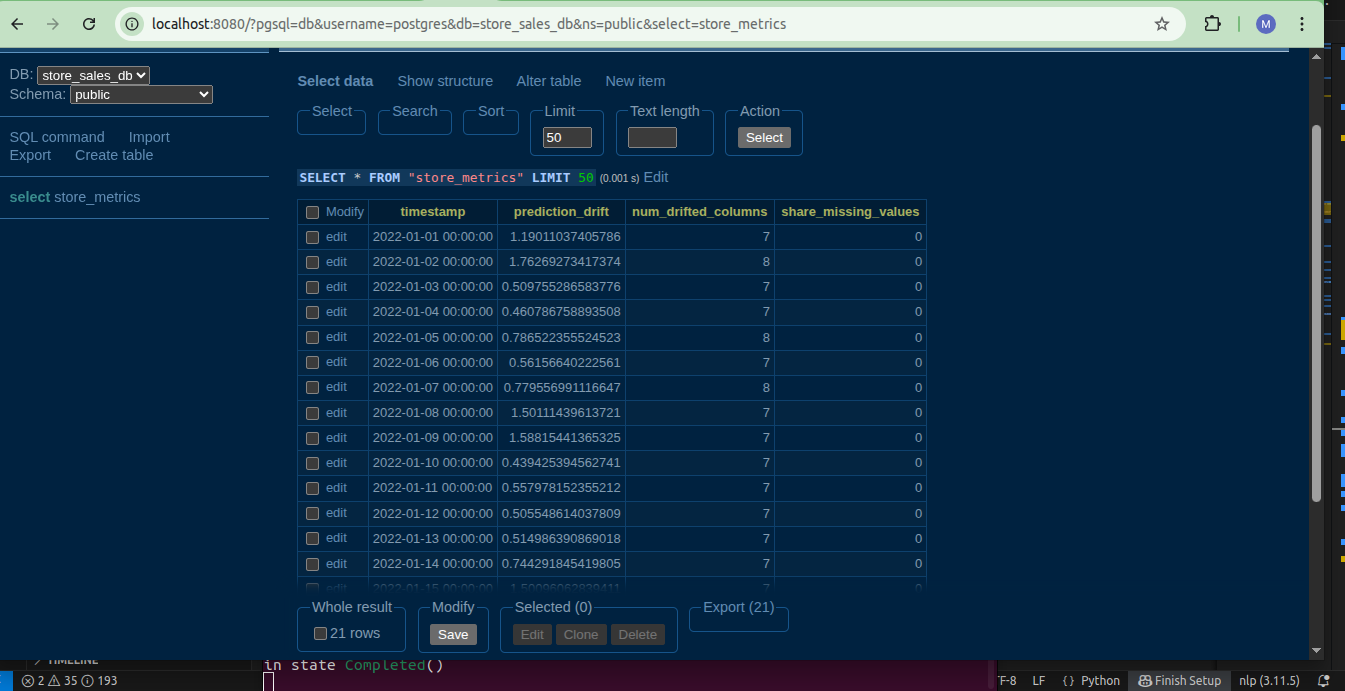 localhost:8080/?pgsql=db&username=postgres&db=store_sales_db&ns=public&select=store_metrics
M
DB: store_sales_db
Schema: public
SQL command Import
Export Create table
select store_metrics
Select data Show structure Alter table New item
Select Search Sort Limit Text length Action
50 Select
SELECT * FROM "store_metrics" LIMIT 50 (0.001 s) Edit
Modify timestamp prediction_drift num_drifted_columns share_missing_values
edit 2022-01-01 00:00:00 1.19011037405786 7 0
edit 2022-01-02 00:00:00 1.76269273417374 8 0
edit 2022-01-03 00:00:00 0.509755286583776 7 0
edit 2022-01-04 00:00:00 0.460786758893508 7 0
edit 2022-01-05 00:00:00 0.786522355524523 8 0
edit 2022-01-06 00:00:00 0.56156640222561 7 0
edit 2022-01-07 00:00:00 0.779556991116647 8 0
edit 2022-01-08 00:00:00 1.50111439613721 7 0
edit 2022-01-09 00:00:00 1.58815441365325 7 0
edit 2022-01-10 00:00:00 0.439425394562741 7 0
edit 2022-01-11 00:00:00 0.557978152355212 7 0
edit 2022-01-12 00:00:00 0.505548614037809 7 0
edit 2022-01-13 00:00:00 0.514986390869018 7 0
edit 2022-01-14 00:00:00 0.744291845419805 7 0
edit 2022-01-15 00:00:00 7 0
Whole result Modify Selected (0) Export (21)
21 rows Save Edit Clone Delete
TIMELINE
in state Completed()
2 35 193 TF-8 LF {} Python Finish Setup nlp (3.11.5)